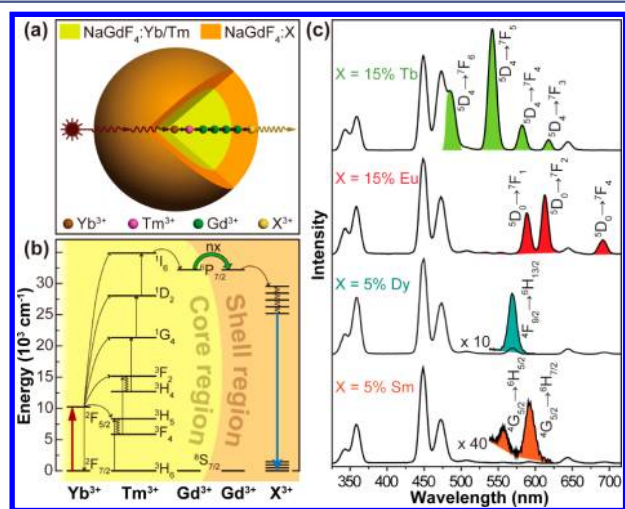 (a)
NaGdF4:Yb/Tm
NaGdF4:X
Yb3+
Tm3+
Gd3+
X3+
(b)
nx
Energy (10³ cm⁻¹)
30
25
20
15
10
5
0
¹I₆
⁶P₇/₂
¹D₂
¹G₄
³F₂
³H₄
²F₅/₂
³H₅
³F₄
²F₇/₂
³H₆
⁸S₇/₂
Core region
Shell region
Yb³⁺ Tm³⁺ Gd³⁺ Gd³⁺ X³⁺
(c)
Intensity
X = 15% Tb
⁵D₄→⁷F₆
⁵D₄→⁷F₅
⁵D₄→⁷F₄
⁵D₄→⁷F₃
X = 15% Eu
⁵D₀→⁷F₁
⁵D₀→⁷F₂
⁵D₀→⁷F₄
X = 5% Dy
x 10
⁴F₉/₂→⁶H₁₃/₂
X = 5% Sm
x 40
⁴G₅/₂→⁶H₅/₂
⁴G₅/₂→⁶H₇/₂
350 400 450 500 550 600 650 700
Wavelength (nm)